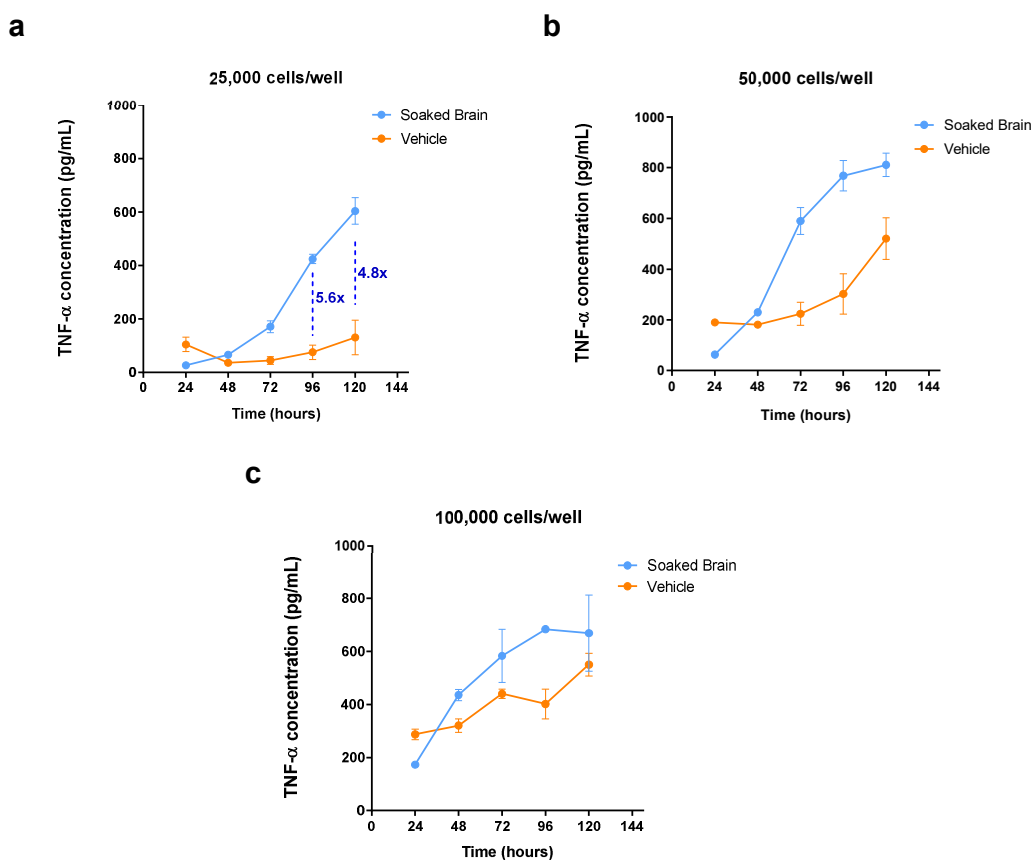 a
25,000 cells/well
TNF-α concentration (pg/mL)
1000
800
600
400
200
0
0 24 48 72 96 120 144
Time (hours)
Soaked Brain
Vehicle
5.6x
4.8x
b
50,000 cells/well
TNF-α concentration (pg/mL)
1000
800
600
400
200
0
0 24 48 72 96 120 144
Time (hours)
Soaked Brain
Vehicle
c
100,000 cells/well
TNF-α concentration (pg/mL)
1000
800
600
400
200
0
0 24 48 72 96 120 144
Time (hours)
Soaked Brain
Vehicle